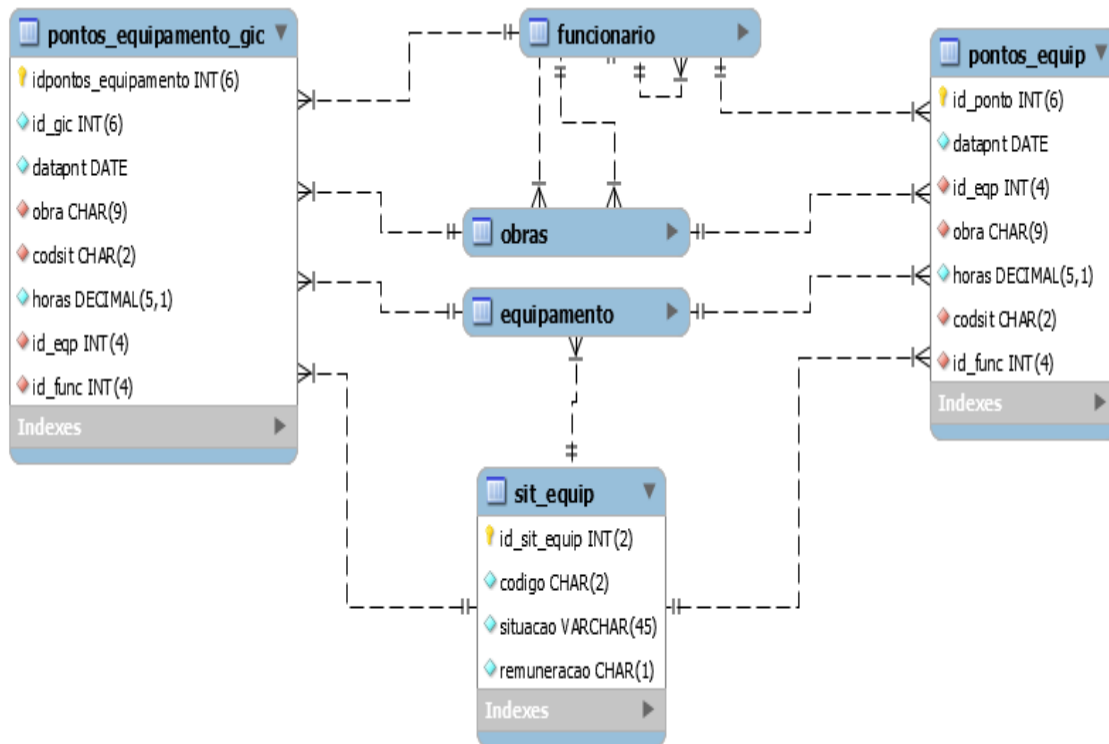 pontos_equipamento_gic
idpontos_equipamento INT(6)
id_gic INT(6)
datapnt DATE
obra CHAR(9)
codsit CHAR(2)
horas DECIMAL(5,1)
id_eqp INT(4)
id_func INT(4)
Indexes
funcionario
obras
equipamento
sit_equip
id_sit_equip INT(2)
codigo CHAR(2)
situacao VARCHAR(45)
remuneracao CHAR(1)
Indexes
pontos_equip
id_ponto INT(6)
datapnt DATE
id_eqp INT(4)
obra CHAR(9)
horas DECIMAL(5,1)
codsit CHAR(2)
id_func INT(4)
Indexes